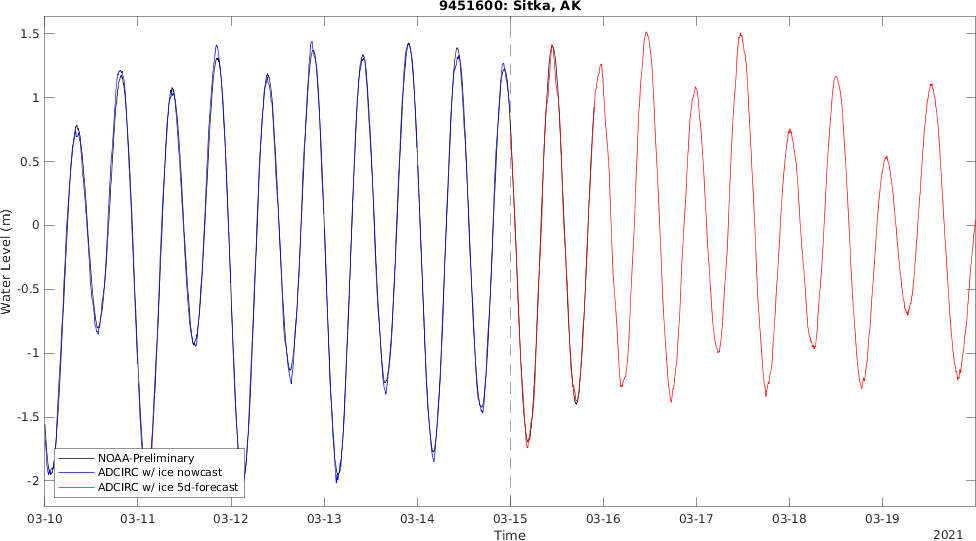 9451600: Sitka, AK
1.5
1
0.5
0
-0.5
-1
-1.5
-2
Water Level (m)
NOAA-Preliminary
ADCIRC w/ ice nowcast
ADCIRC w/ ice 5d-forecast
03-10 03-11 03-12 03-13 03-14 03-15 03-16 03-17 03-18 03-19
Time
2021